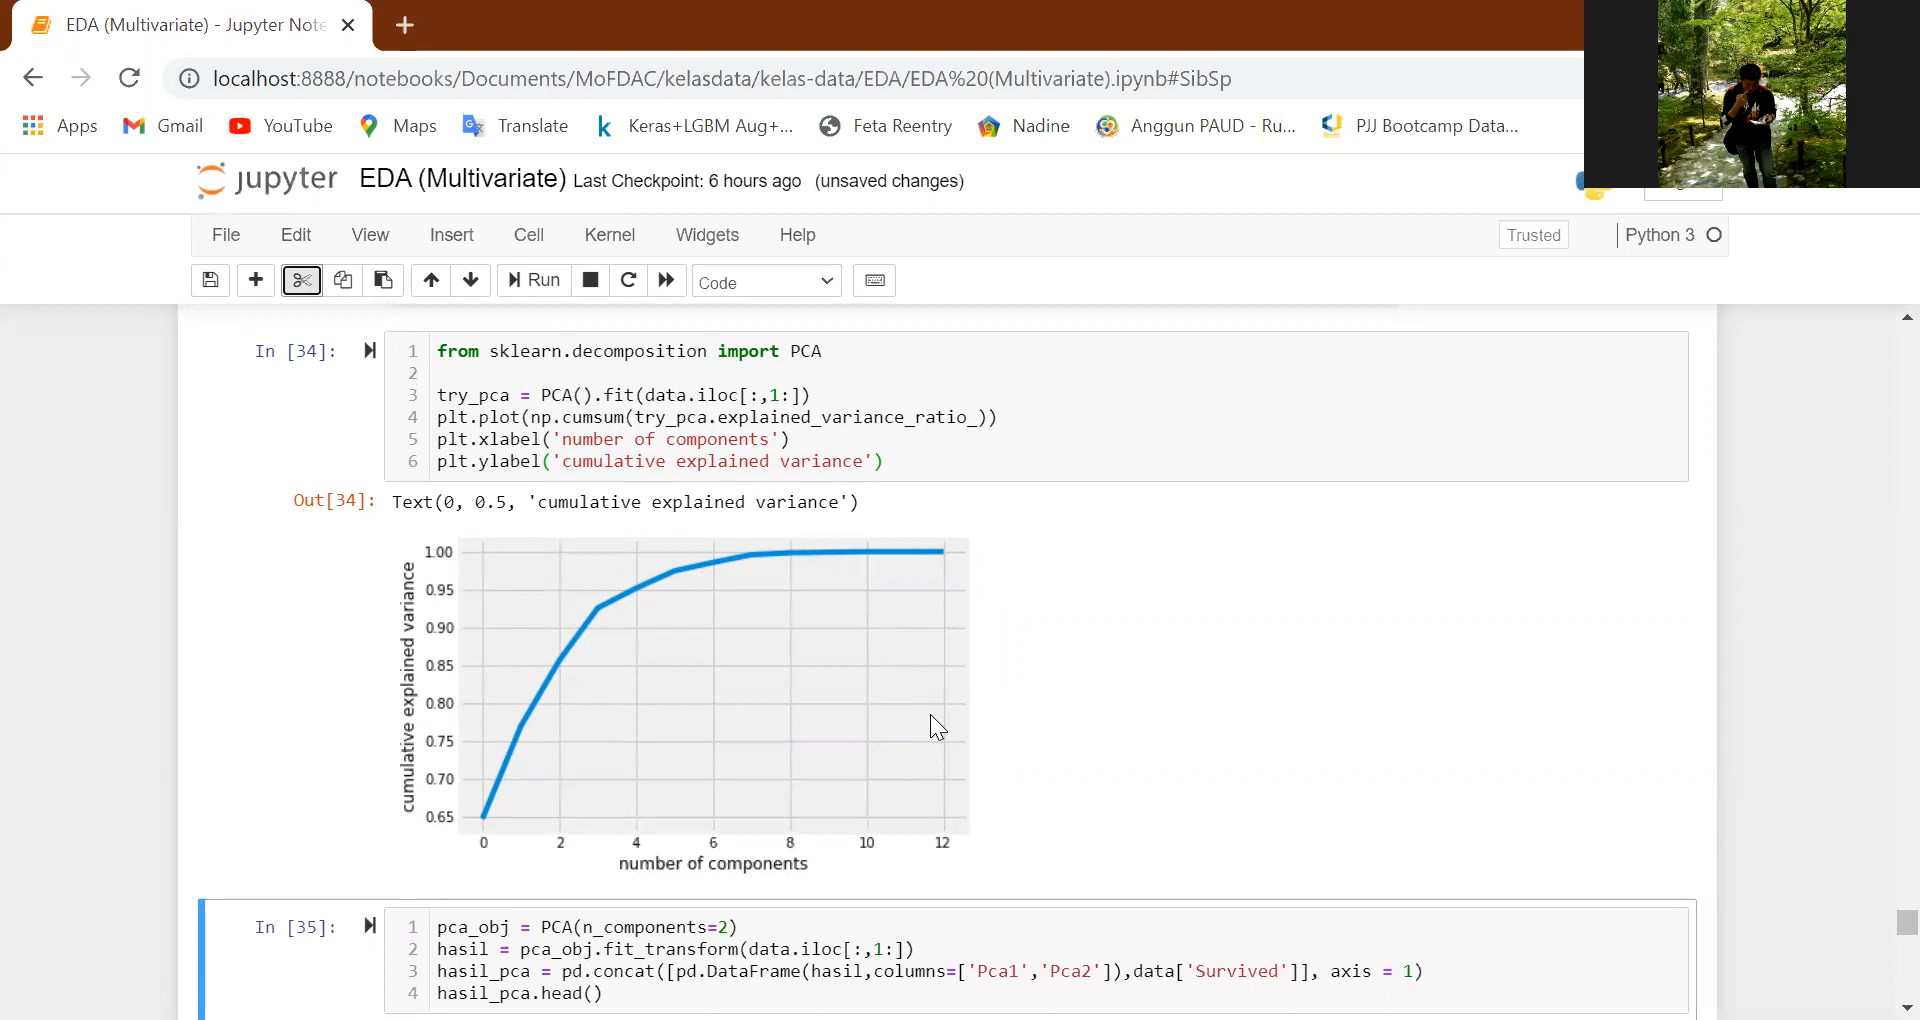 EDA (Multivariate) - Jupyter Note
localhost:8888/notebooks/Documents/MoFDAC/kelasdata/kelas-data/EDA/EDA%20(Multivariate).ipynb#SibSp
Apps Gmail YouTube Maps Translate Keras+LGBM Aug+... Feta Reentry Nadine Anggun PAUD - Ru... PJJ Bootcamp Data...
jupyter EDA (Multivariate) Last Checkpoint: 6 hours ago (unsaved changes)
File Edit View Insert Cell Kernel Widgets Help Trusted Python 3
Run Code
In [34]: 1 from sklearn.decomposition import PCA
2
3 try_pca = PCA().fit(data.iloc[:,1:])
4 plt.plot(np.cumsum(try_pca.explained_variance_ratio_))
5 plt.xlabel('number of components')
6 plt.ylabel('cumulative explained variance')
Out[34]: Text(0, 0.5, 'cumulative explained variance')
cumulative explained variance
1.00
0.95
0.90
0.85
0.80
0.75
0.70
0.65
0 2 4 6 8 10 12
number of components
In [35]: 1 pca_obj = PCA(n_components=2)
2 hasil = pca_obj.fit_transform(data.iloc[:,1:])
3 hasil_pca = pd.concat([pd.DataFrame(hasil,columns=['Pca1','Pca2']),data['Survived']], axis = 1)
4 hasil_pca.head()